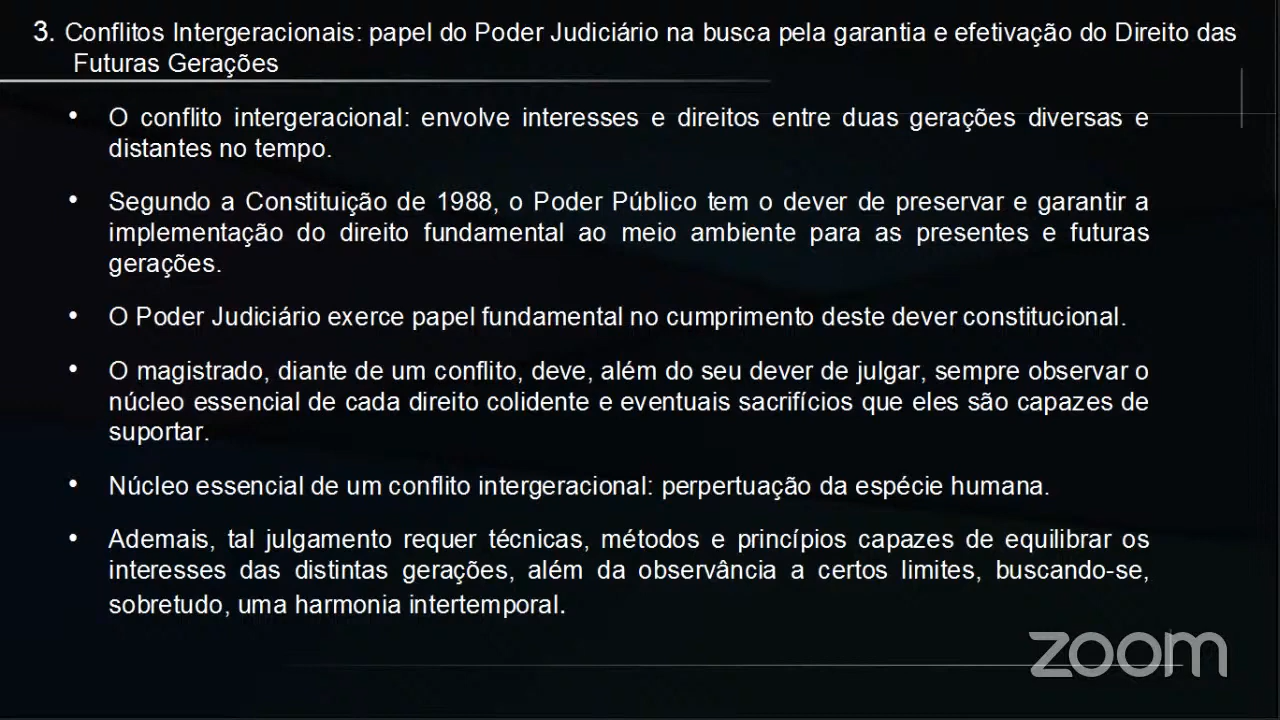 3. Conflitos Intergeracionais: papel do Poder Judiciário na busca pela garantia e efetivação do Direito das
Futuras Gerações
• O conflito intergeracional: envolve interesses e direitos entre duas gerações diversas e
distantes no tempo.
• Segundo a Constituição de 1988, o Poder Público tem o dever de preservar e garantir a
implementação do direito fundamental ao meio ambiente para as presentes e futuras
gerações.
• O Poder Judiciário exerce papel fundamental no cumprimento deste dever constitucional.
• O magistrado, diante de um conflito, deve, além do seu dever de julgar, sempre observar o
núcleo essencial de cada direito colidente e eventuais sacrifícios que eles são capazes de
suportar.
• Núcleo essencial de um conflito intergeracional: perpertuação da espécie humana.
• Ademais, tal julgamento requer técnicas, métodos e princípios capazes de equilibrar os
interesses das distintas gerações, além da observância a certos limites, buscando-se,
sobretudo, uma harmonia intertemporal.
zoom